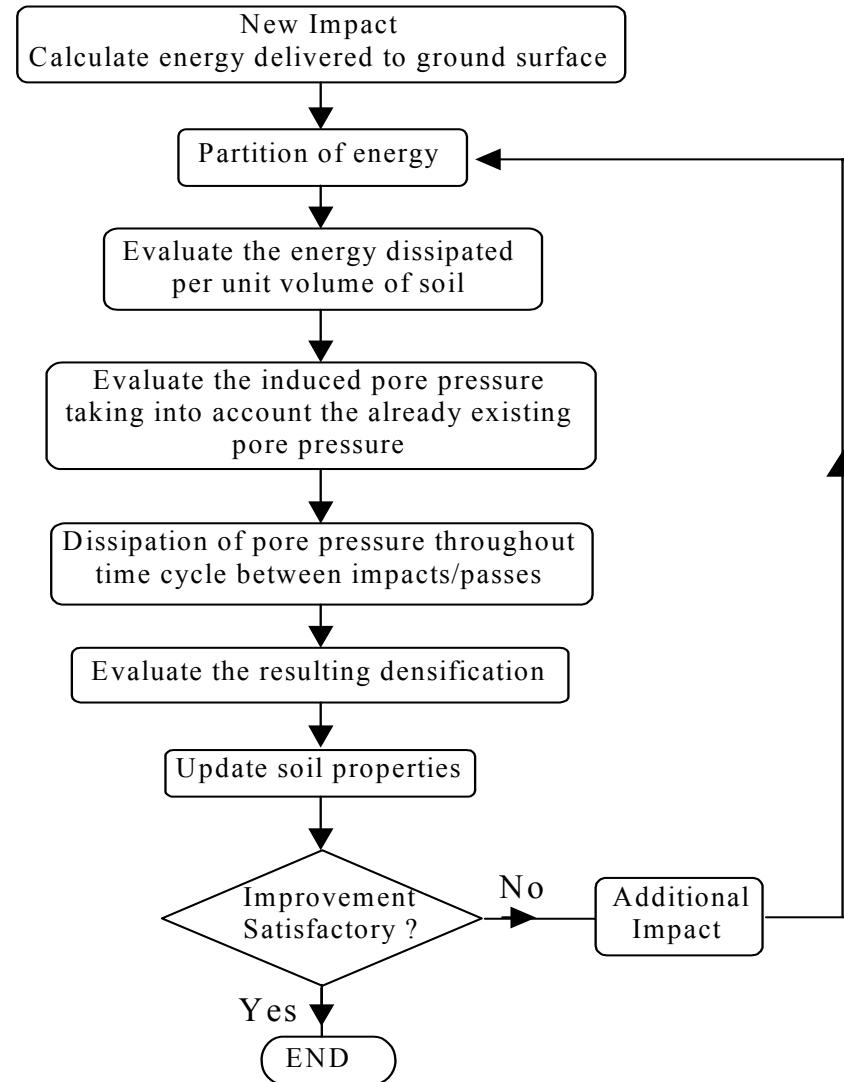 New Impact
Calculate energy delivered to ground surface
Partition of energy
Evaluate the energy dissipated
per unit volume of soil
Evaluate the induced pore pressure
taking into account the already existing
pore pressure
Dissipation of pore pressure throughout
time cycle between impacts/passes
Evaluate the resulting densification
Update soil properties
Improvement
Satisfactory ?
No
Additional
Impact
Yes
END